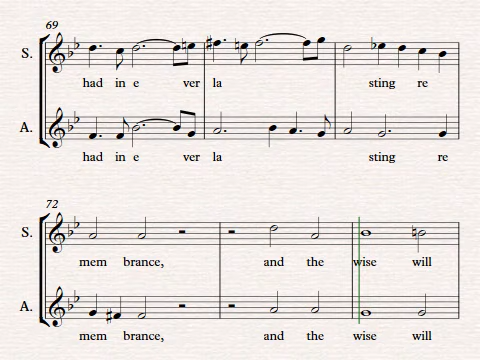 69
S.
had in e ver la sting re
A.
had in e ver la sting re
72
S.
mem brance, and the wise will
A.
mem brance, and the wise will